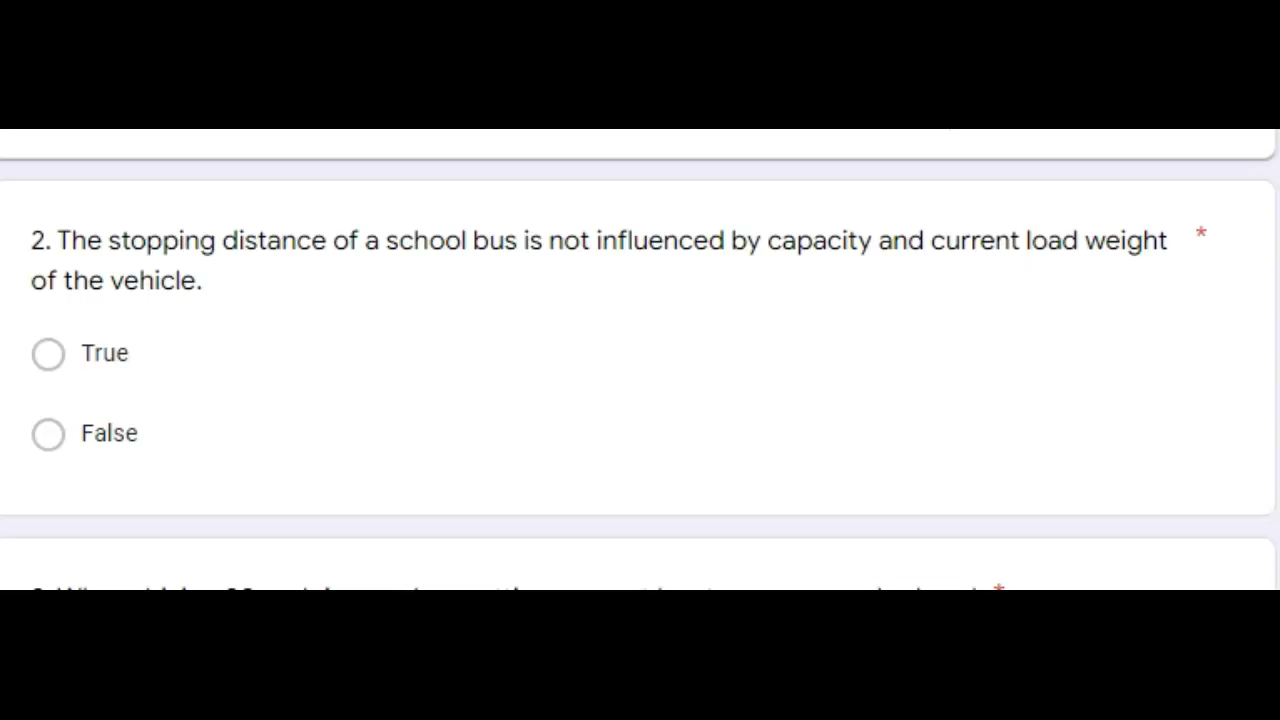 2. The stopping distance of a school bus is not influenced by capacity and current load weight *
of the vehicle.
True
False
*